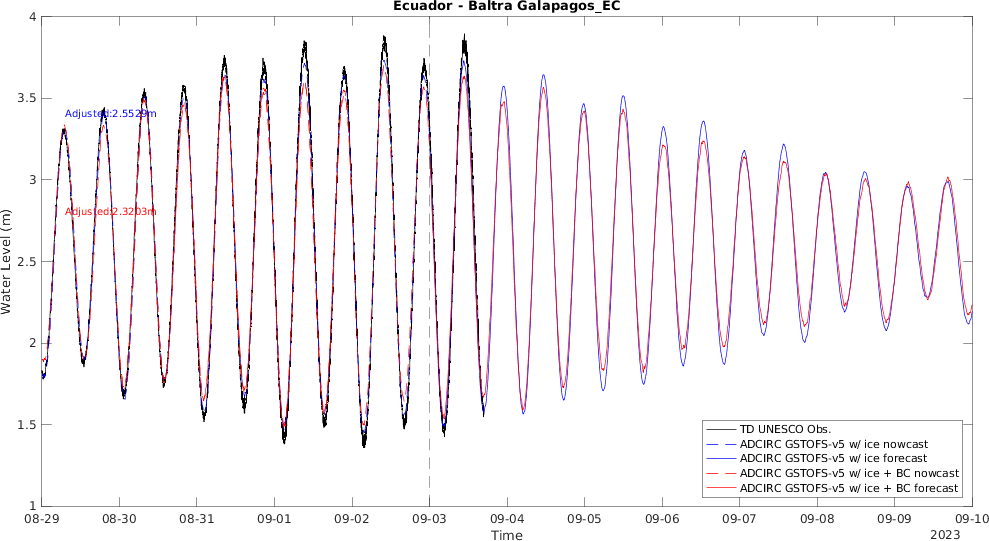 Ecuador - Baltra Galapagos_EC
4
3.5
3
2.5
2
1.5
1
Water Level (m)
Adjusted:2.5529m
Adjusted:2.3203m
TD UNESCO Obs.
ADCIRC GSTOFS-v5 w/ ice nowcast
ADCIRC GSTOFS-v5 w/ ice forecast
ADCIRC GSTOFS-v5 w/ ice + BC nowcast
ADCIRC GSTOFS-v5 w/ ice + BC forecast
08-29 08-30 08-31 09-01 09-02 09-03 09-04 09-05 09-06 09-07 09-08 09-09 09-10
Time
2023